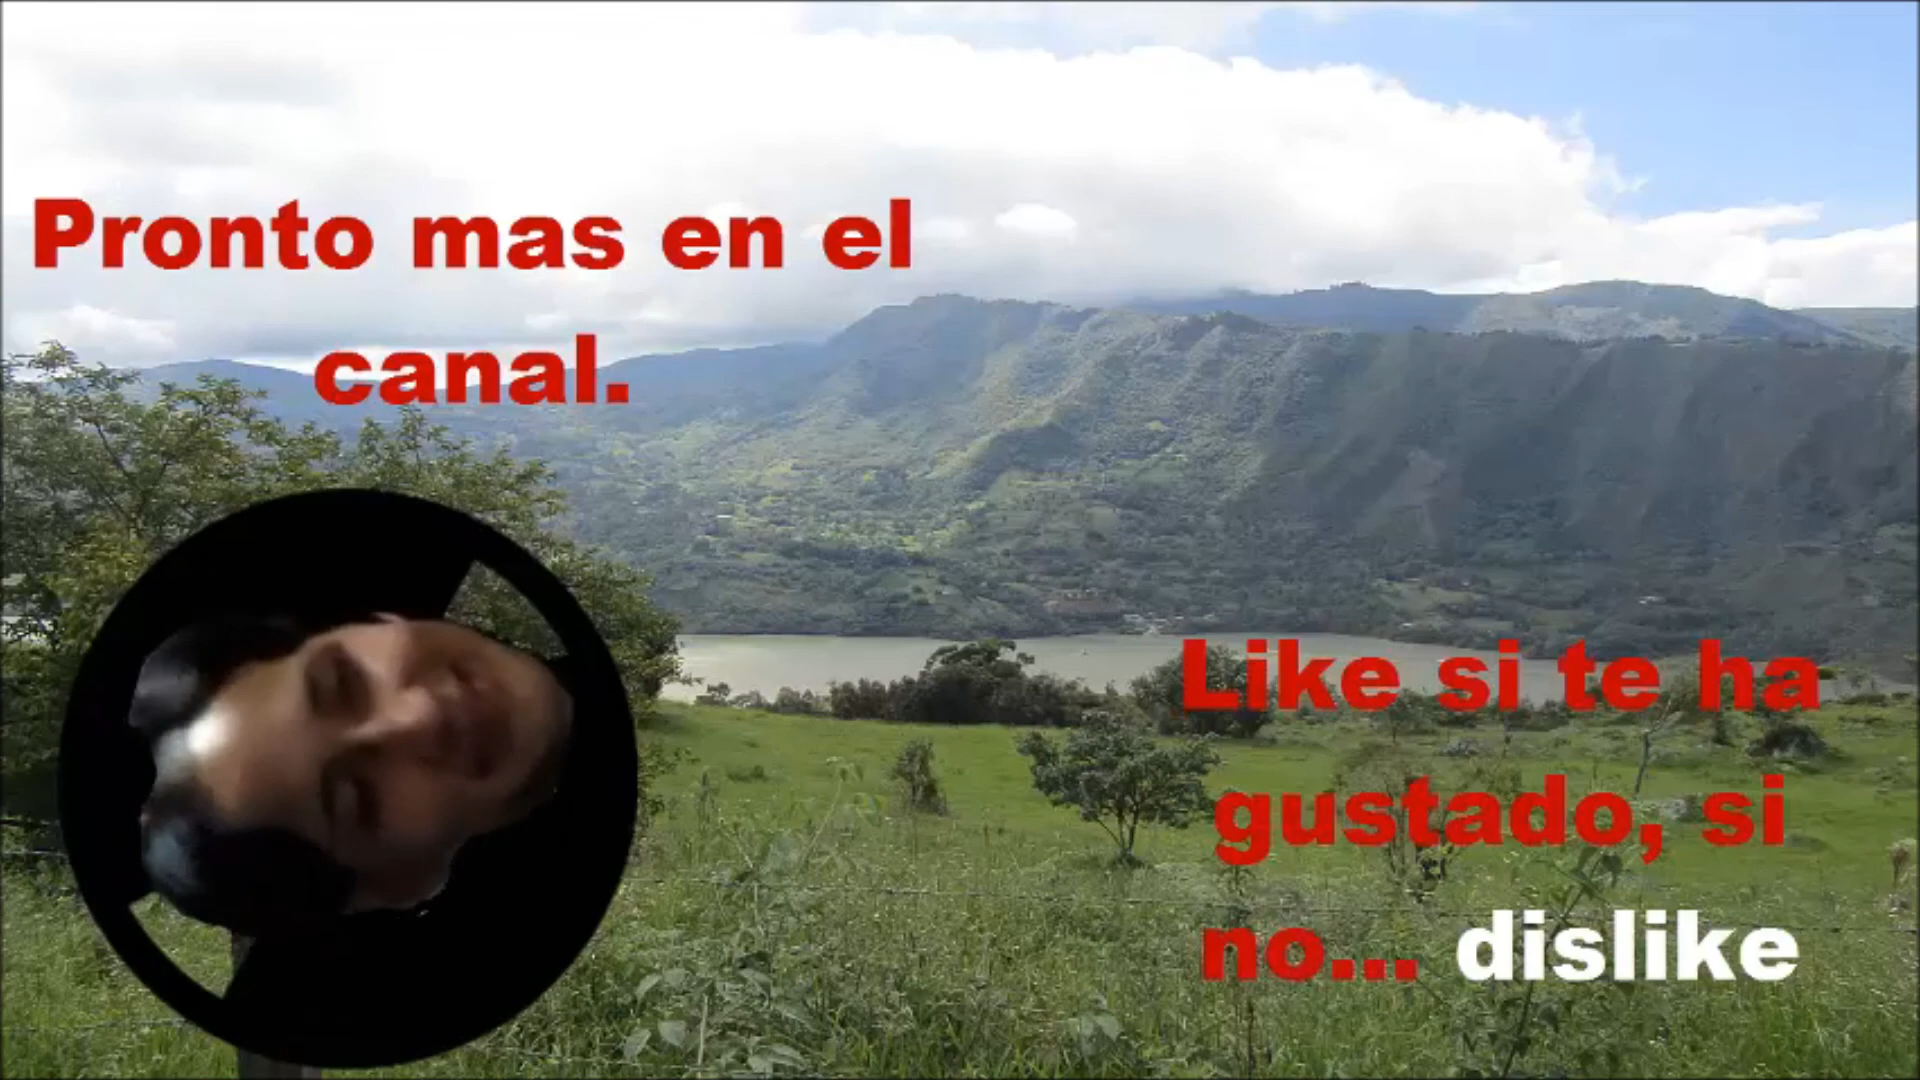 Pronto mas en el
canal.
Like si te ha
gustado, si
no... dislike